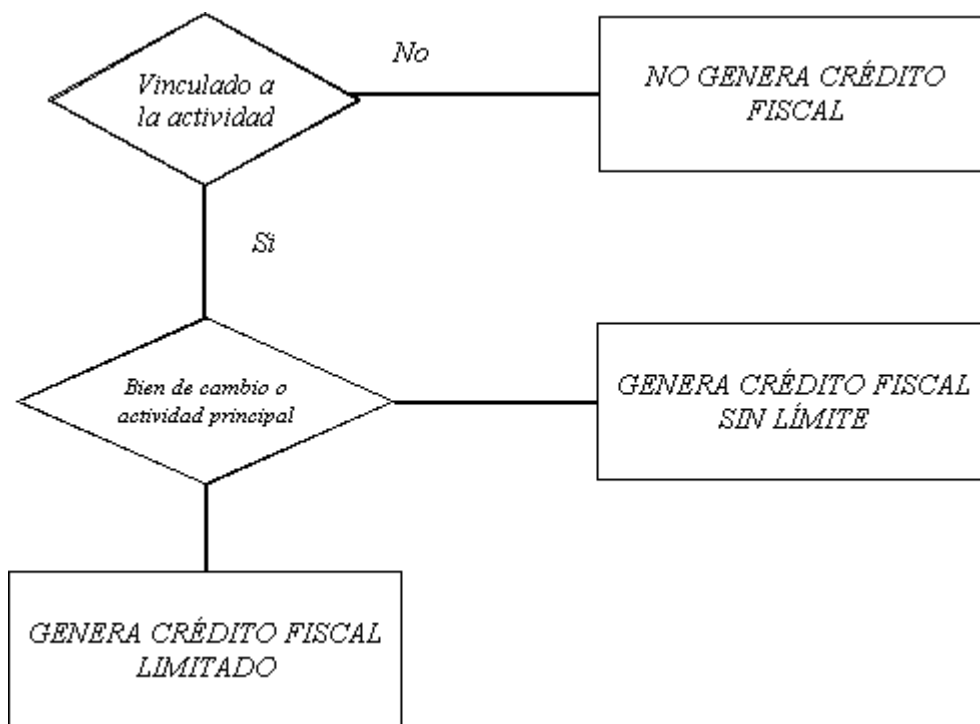 No
Vinculado a
la actividad
NO GENERA CRÉDITO
FISCAL
Si
Bien de cambio o
actividad principal
GENERA CRÉDITO FISCAL
SIN LÍMITE
GENERA CRÉDITO FISCAL
LIMITADO